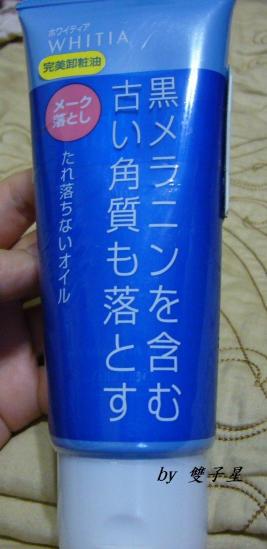 ホワイティア
WHITIA
完美卸粧油
メーク
落とし
黒メラニンを含む
古い角質も落とす
たれ落ちないオイル
by 雙子星